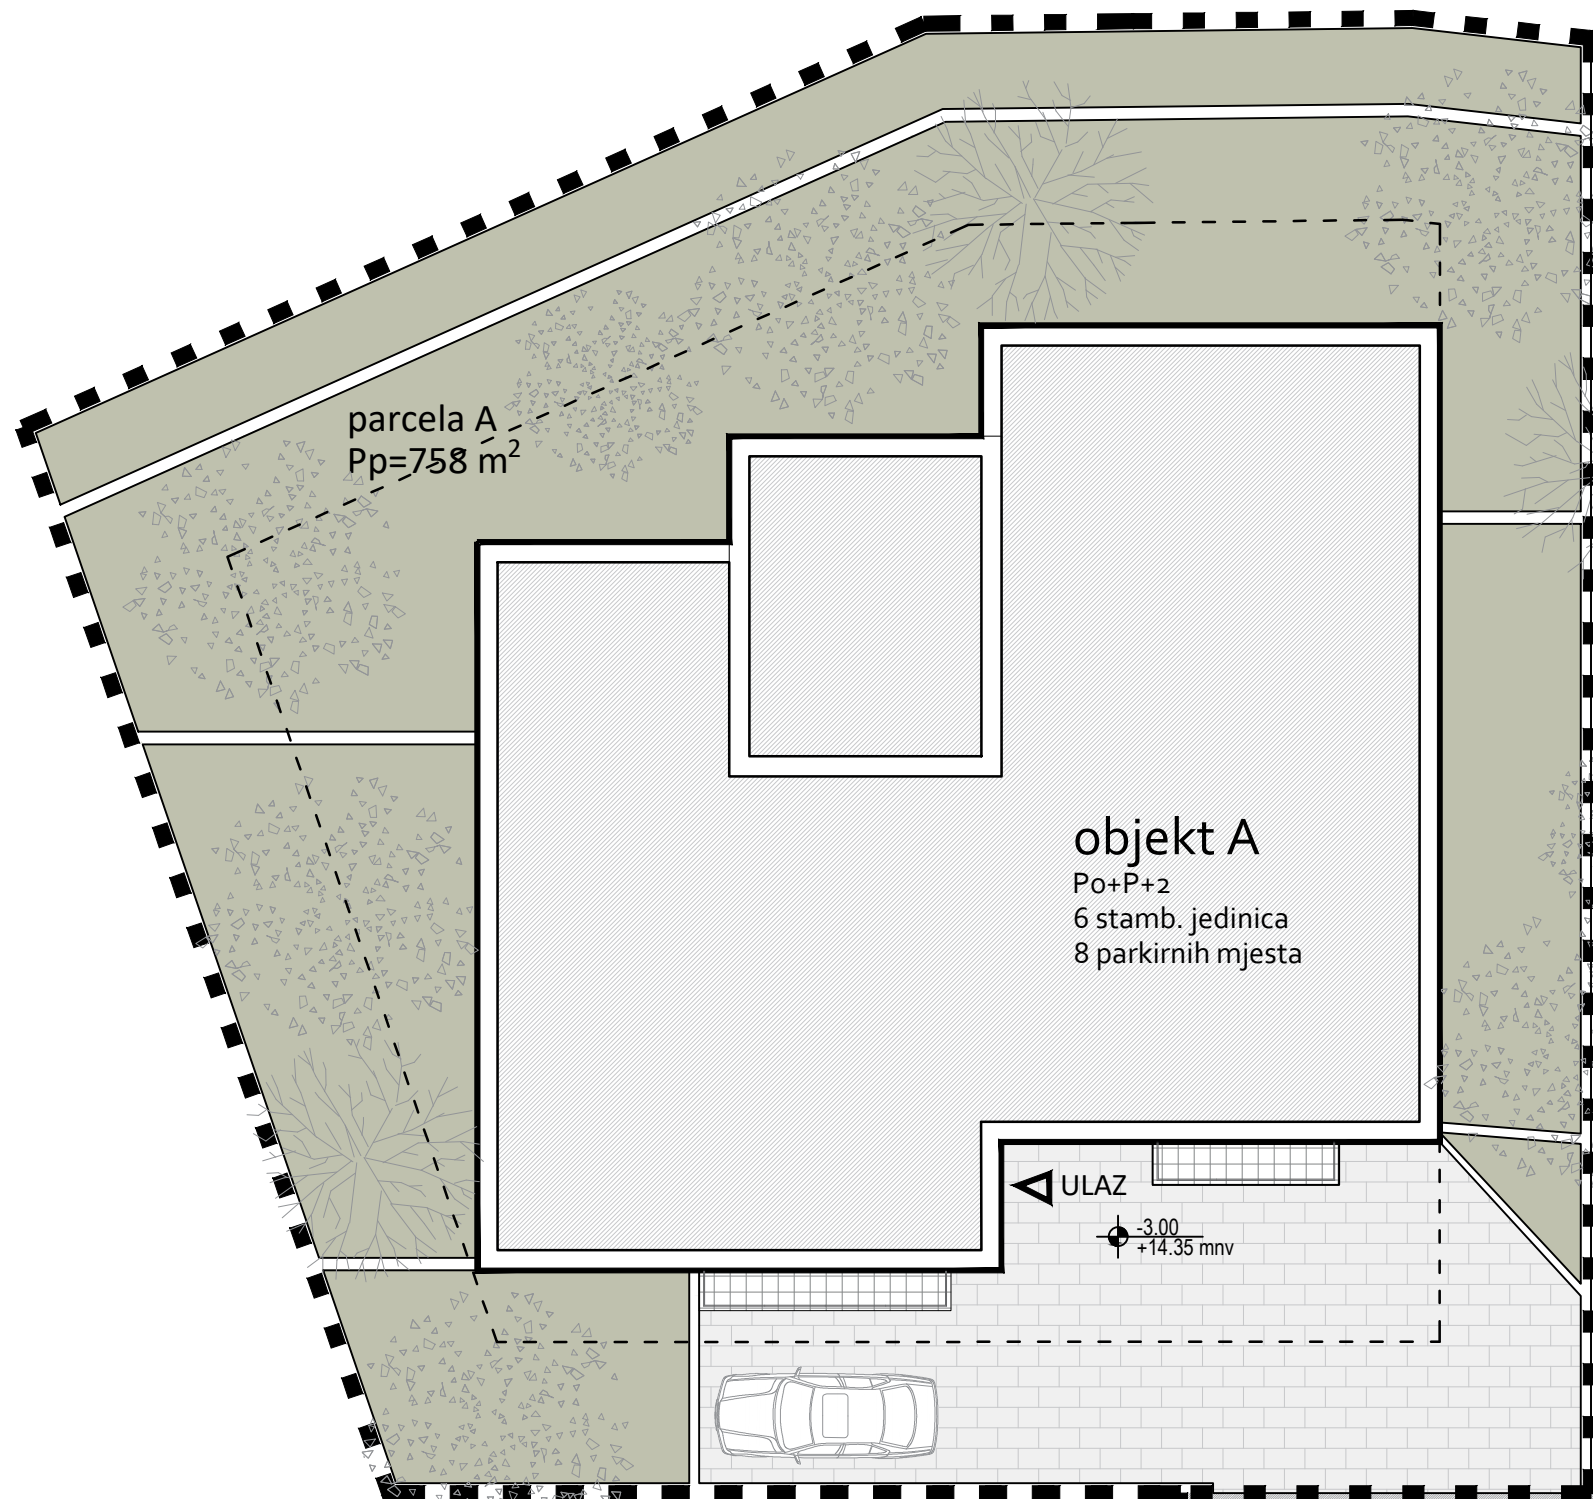 parcela A
Pp=758 m²
objekt A
Po+P+2
6 stamb. jedinica
8 parkirnih mjesta
ULAZ
-3.00
+14.35 mnv